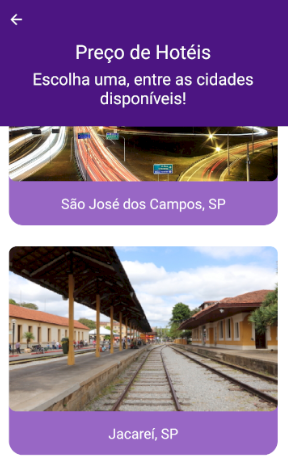 Preço de Hotéis
Escolha uma, entre as cidades
disponíveis!
São José dos Campos, SP
Jacareí, SP